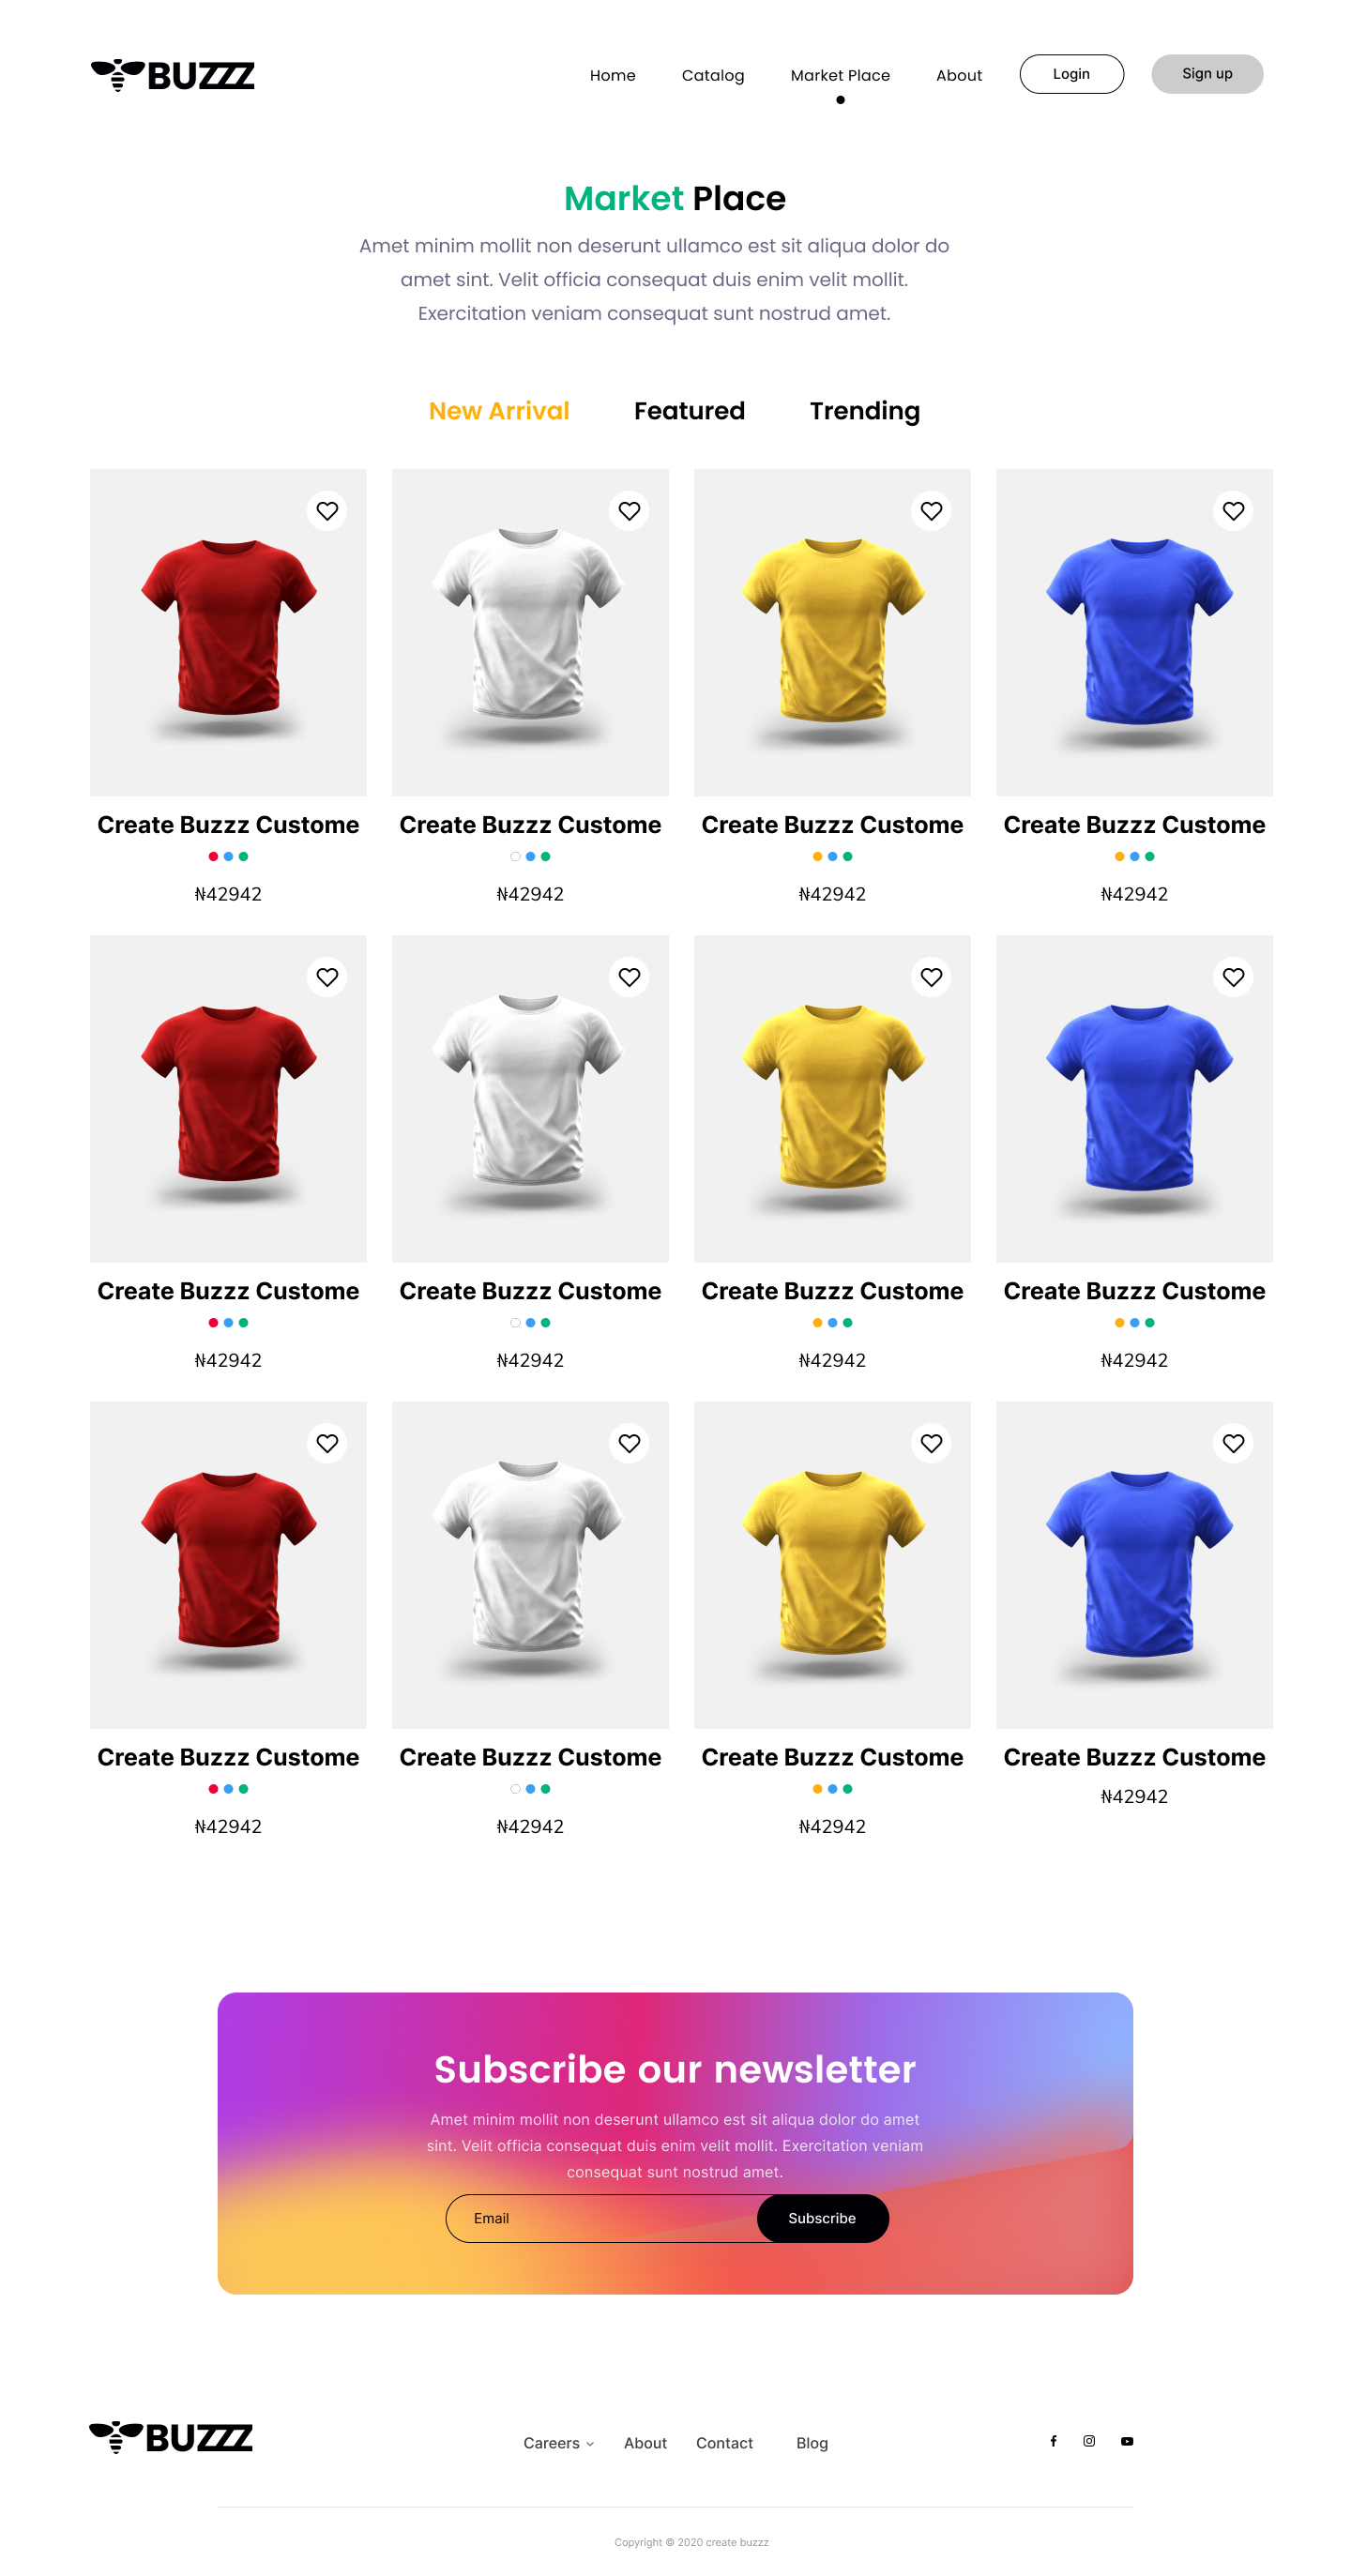 BUZZZ
Home Catalog Market Place About Login Sign up
Market Place
Amet minim mollit non deserunt ullamco est sit aliqua dolor do
amet sint. Velit officia consequat duis enim velit mollit.
Exercitation veniam consequat sunt nostrud amet.
New Arrival Featured Trending
Create Buzzz Custome Create Buzzz Custome Create Buzzz Custome Create Buzzz Custome
₦42942 ₦42942 ₦42942 ₦42942
Create Buzzz Custome Create Buzzz Custome Create Buzzz Custome Create Buzzz Custome
₦42942 ₦42942 ₦42942 ₦42942
Create Buzzz Custome Create Buzzz Custome Create Buzzz Custome Create Buzzz Custome
₦42942 ₦42942 ₦42942 ₦42942
Subscribe our newsletter
Amet minim mollit non deserunt ullamco est sit aliqua dolor do amet
sint. Velit officia consequat duis enim velit mollit. Exercitation veniam
consequat sunt nostrud amet.
Email Subscribe
BUZZZ
Careers About Contact Blog
Copyright © 2020 create buzzz